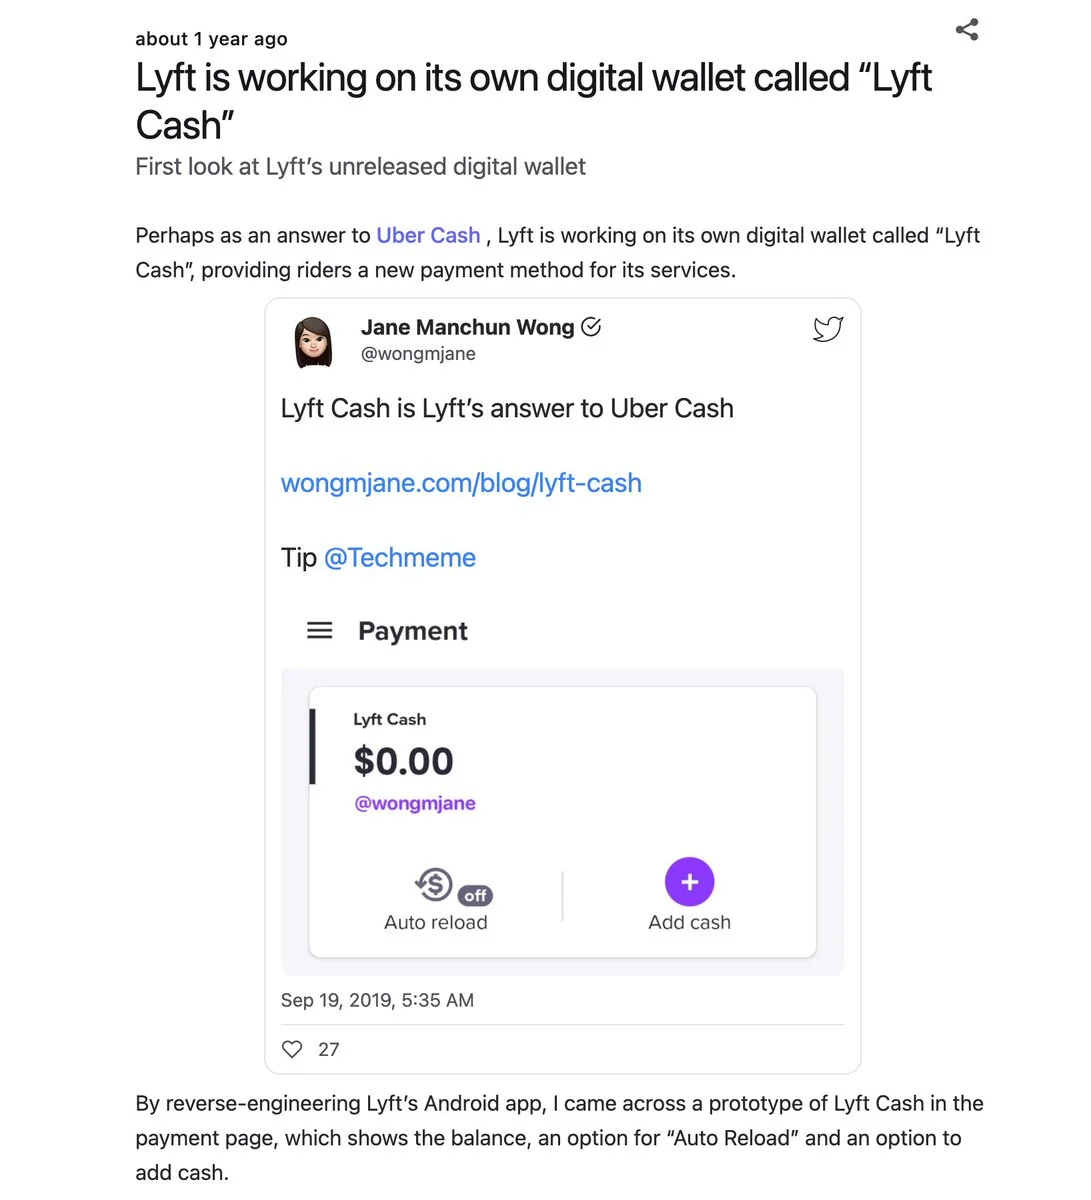 about 1 year ago
Lyft is working on its own digital wallet called “Lyft
Cash”
First look at Lyft’s unreleased digital wallet
Perhaps as an answer to Uber Cash , Lyft is working on its own digital wallet called “Lyft
Cash”, providing riders a new payment method for its services.
Jane Manchun Wong
@wongmjane
Lyft Cash is Lyft’s answer to Uber Cash
wongmjane.com/blog/lyft-cash
Tip @Techmeme
Payment
Lyft Cash
$0.00
@wongmjane
off
Auto reload
Add cash
Sep 19, 2019, 5:35 AM
27
By reverse-engineering Lyft’s Android app, I came across a prototype of Lyft Cash in the
payment page, which shows the balance, an option for “Auto Reload” and an option to
add cash.